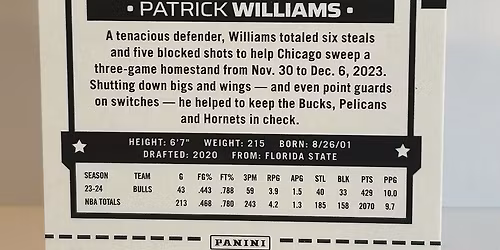 • PATRICK WILLIAMS •
A tenacious defender, Williams totaled six steals
and five blocked shots to help Chicago sweep a
three-game homestand from Nov. 30 to Dec. 6, 2023.
Shutting down bigs and wings — and even point guards
on switches — he helped to keep the Bucks, Pelicans
and Hornets in check.
HEIGHT: 6'7" WEIGHT: 215 BORN: 8/26/01
DRAFTED: 2020 FROM: FLORIDA STATE
SEASON TEAM G FG% FT% 3PM RPG APG STL BLK PTS PPG
23-24 BULLS 43 .443 .788 59 3.9 1.5 40 33 429 10.0
NBA TOTALS 213 .468 .780 243 4.2 1.3 185 158 2070 9.7
PANINI